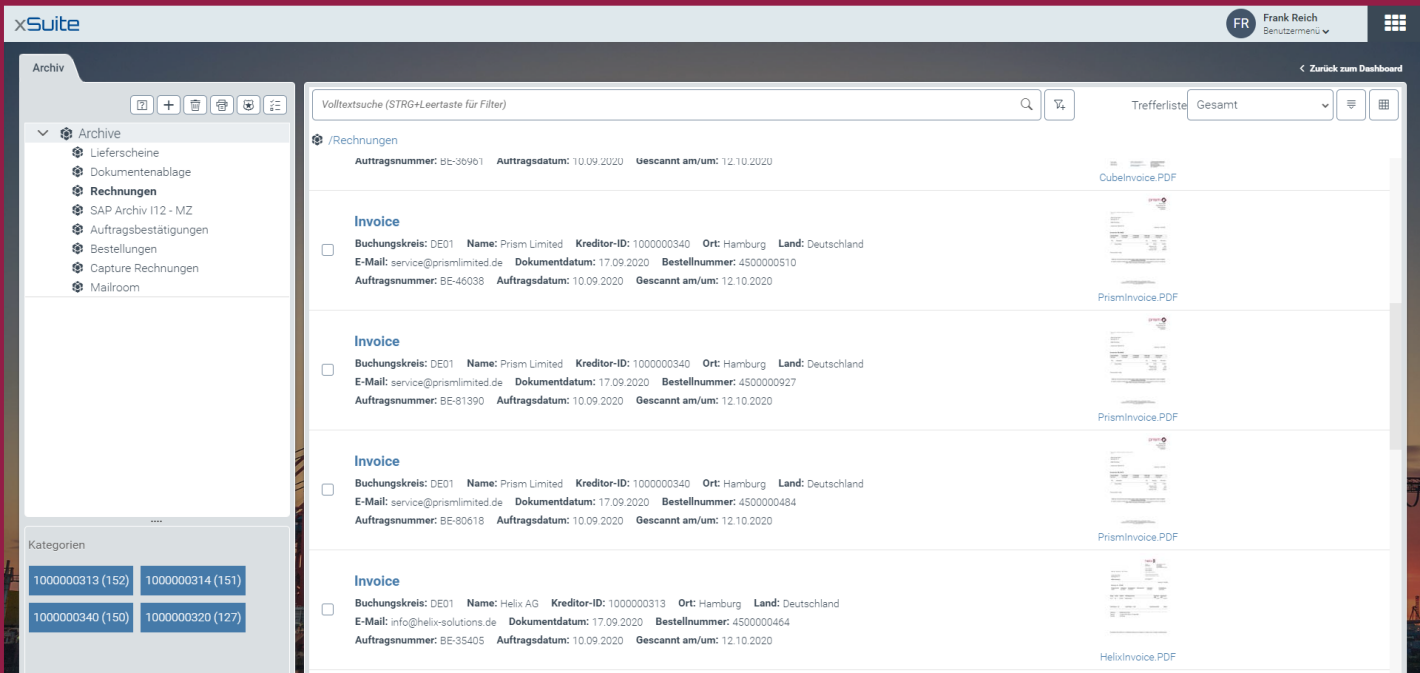 xSuite
FR
Frank Reich
Benutzermenü
Archiv
Zurück zum Dashboard
Volltextsuche (STRG+Leertaste für Filter)
Trefferliste
Gesamt
Archive
Lieferscheine
Dokumentenablage
Rechnungen
SAP Archiv I12 - MZ
Auftragsbestätigungen
Bestellungen
Capture Rechnungen
Mailroom
Kategorien
1000000313 (152) 1000000314 (151)
1000000340 (150) 1000000320 (127)
/Rechnungen
Auftragsnummer: BE-36961 Auftragsdatum: 10.09.2020 Gescannt am/um: 12.10.2020
CubeInvoice.PDF
Invoice
Buchungskreis: DE01 Name: Prism Limited Kreditor-ID: 1000000340 Ort: Hamburg Land: Deutschland
E-Mail: service@prismlimited.de Dokumentdatum: 17.09.2020 Bestellnummer: 4500000510
Auftragsnummer: BE-46038 Auftragsdatum: 10.09.2020 Gescannt am/um: 12.10.2020
prism
PrismInvoice.PDF
Invoice
Buchungskreis: DE01 Name: Prism Limited Kreditor-ID: 1000000340 Ort: Hamburg Land: Deutschland
E-Mail: service@prismlimited.de Dokumentdatum: 17.09.2020 Bestellnummer: 4500000927
Auftragsnummer: BE-81390 Auftragsdatum: 10.09.2020 Gescannt am/um: 12.10.2020
prism
PrismInvoice.PDF
Invoice
Buchungskreis: DE01 Name: Prism Limited Kreditor-ID: 1000000340 Ort: Hamburg Land: Deutschland
E-Mail: service@prismlimited.de Dokumentdatum: 17.09.2020 Bestellnummer: 4500000484
Auftragsnummer: BE-80618 Auftragsdatum: 10.09.2020 Gescannt am/um: 12.10.2020
prism
PrismInvoice.PDF
Invoice
Buchungskreis: DE01 Name: Helix AG Kreditor-ID: 1000000313 Ort: Hamburg Land: Deutschland
E-Mail: info@helix-solutions.de Dokumentdatum: 17.09.2020 Bestellnummer: 4500000464
Auftragsnummer: BE-35405 Auftragsdatum: 10.09.2020 Gescannt am/um: 12.10.2020
HelixInvoice.PDF